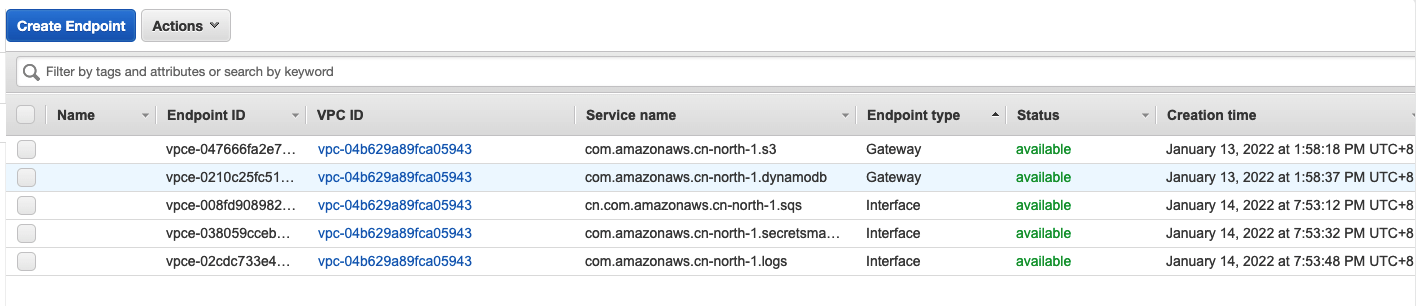 Create Endpoint Actions
Filter by tags and attributes or search by keyword
Name Endpoint ID VPC ID Service name Endpoint type Status Creation time
vpce-047666fa2e7… vpc-04b629a89fca05943 com.amazonaws.cn-north-1.s3 Gateway available January 13, 2022 at 1:58:18 PM UTC+8
vpce-0210c25fc51… vpc-04b629a89fca05943 com.amazonaws.cn-north-1.dynamodb Gateway available January 13, 2022 at 1:58:37 PM UTC+8
vpce-008fd908982… vpc-04b629a89fca05943 cn.com.amazonaws.cn-north-1.sqs Interface available January 14, 2022 at 7:53:12 PM UTC+8
vpce-038059cceb… vpc-04b629a89fca05943 com.amazonaws.cn-north-1.secretsma… Interface available January 14, 2022 at 7:53:32 PM UTC+8
vpce-02cdc733e4… vpc-04b629a89fca05943 com.amazonaws.cn-north-1.logs Interface available January 14, 2022 at 7:53:48 PM UTC+8